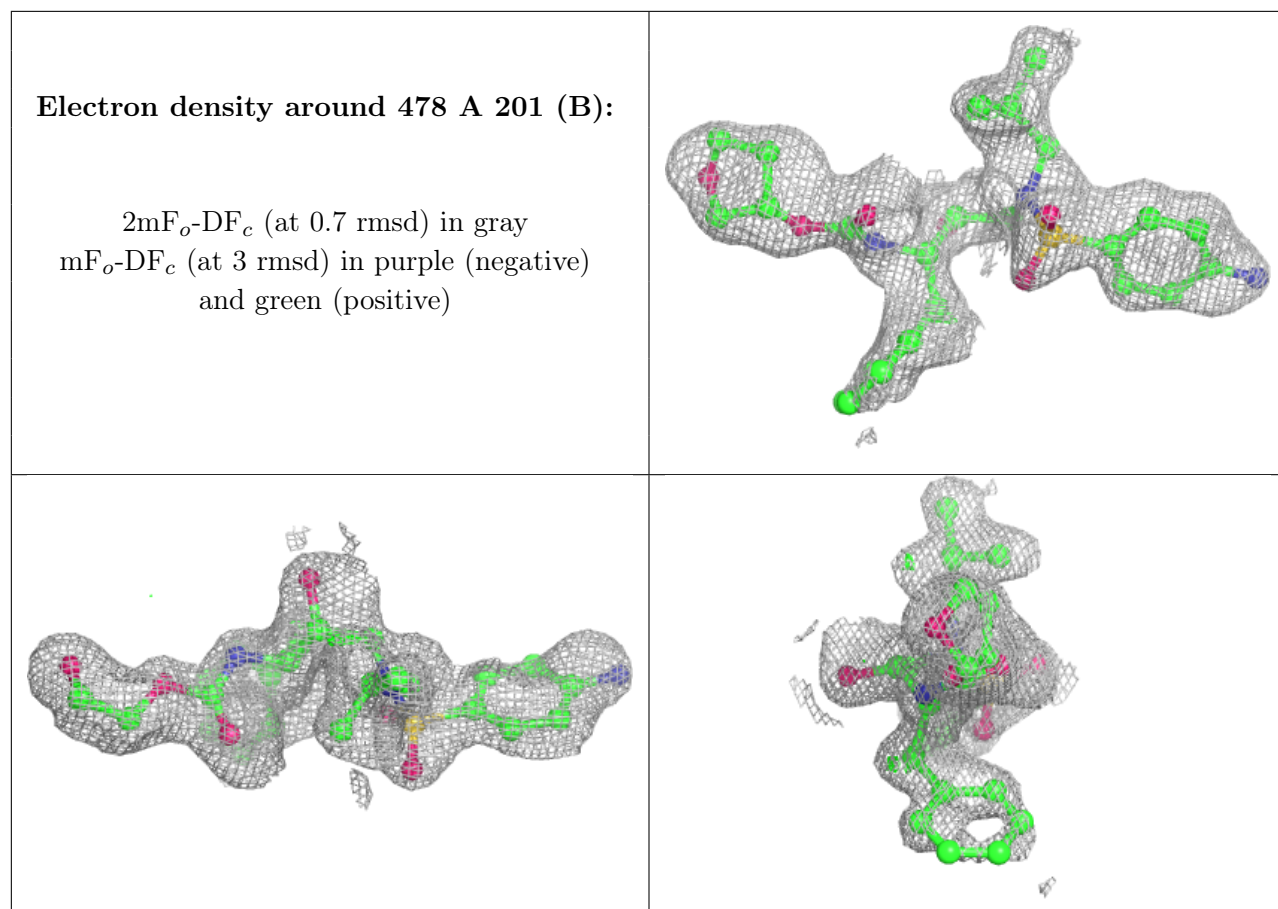 Electron density around 478 A 201 (B):
2mFo-DFc (at 0.7 rmsd) in gray
mFo-DFc (at 3 rmsd) in purple (negative)
and green (positive)